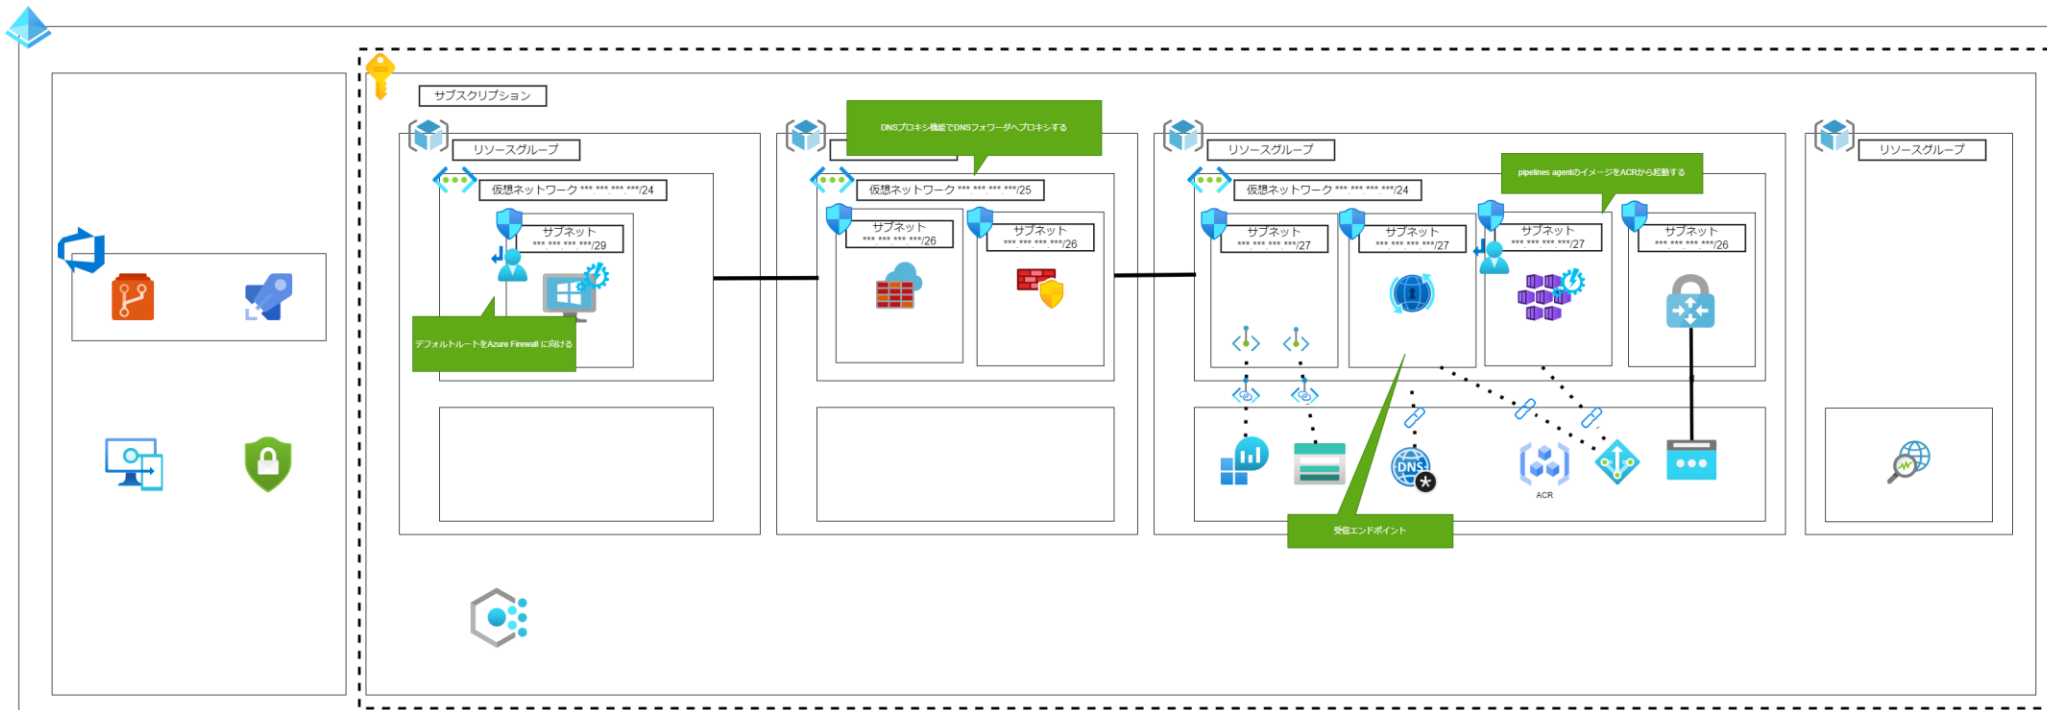 サブスクリプション
リソースグループ
仮想ネットワーク ***.***.***.***/24
サブネット
***.***.***.***/29
デフォルトルートをAzure Firewall に向ける
DNSプロキシ機能でDNSフォワーダへプロキシする
仮想ネットワーク ***.***.***.***/25
サブネット
***.***.***.***/26
サブネット
***.***.***.***/26
リソースグループ
仮想ネットワーク ***.***.***.***/24
pipelines agentのイメージをACRから起動する
サブネット
***.***.***.***/27
サブネット
***.***.***.***/27
サブネット
***.***.***.***/27
サブネット
***.***.***.***/26
DNS
*
ACR
受信エンドポイント
リソースグループ